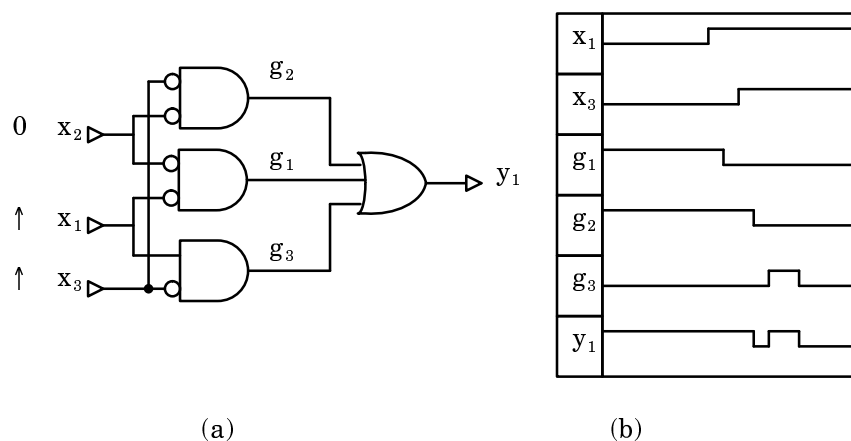 g₂
0 x₂
g₁
y₁
↑ x₁
g₃
↑ x₃
(a)
x₁
x₃
g₁
g₂
g₃
y₁
(b)